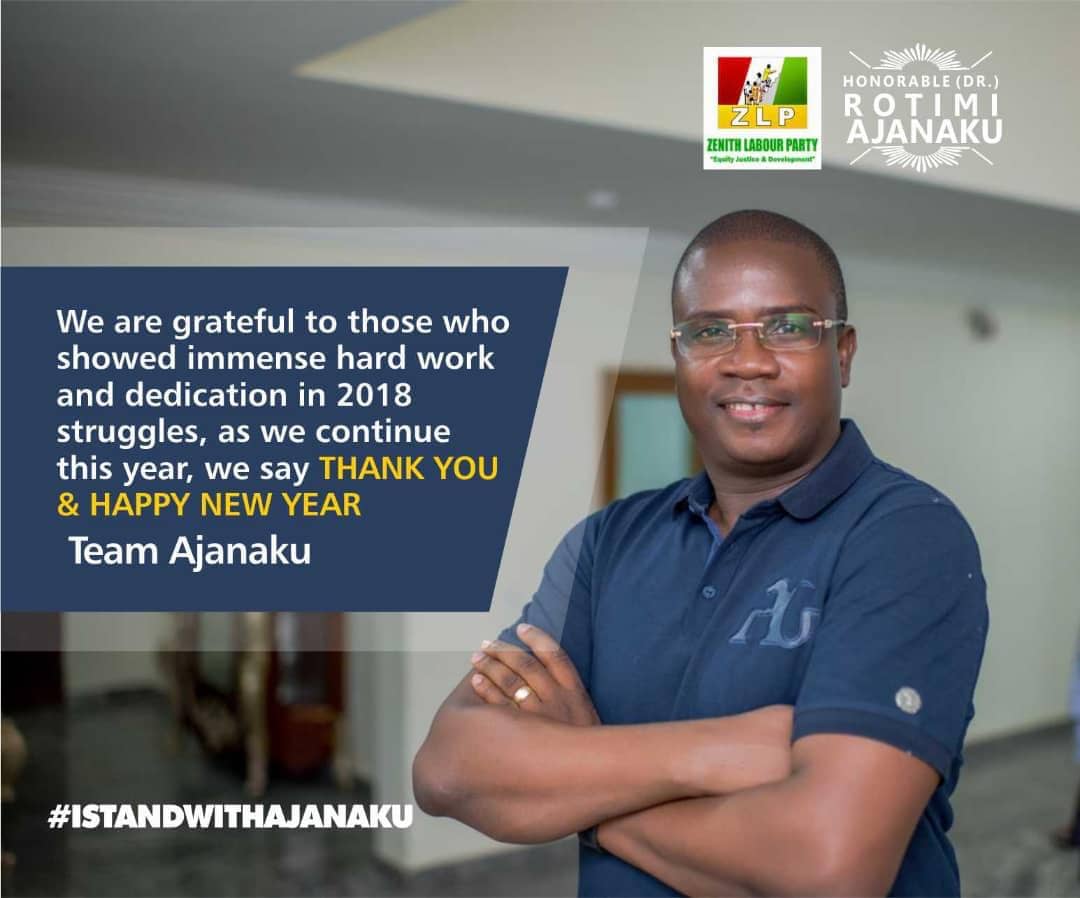 ZLP
ZENITH LABOUR PARTY
"Equity Justice & Development"
HONORABLE (DR.)
ROTIMI
AJANAKU
We are grateful to those who
showed immense hard work
and dedication in 2018
struggles, as we continue
this year, we say THANK YOU
& HAPPY NEW YEAR
Team Ajanaku
#ISTANDWITHAJANAKU